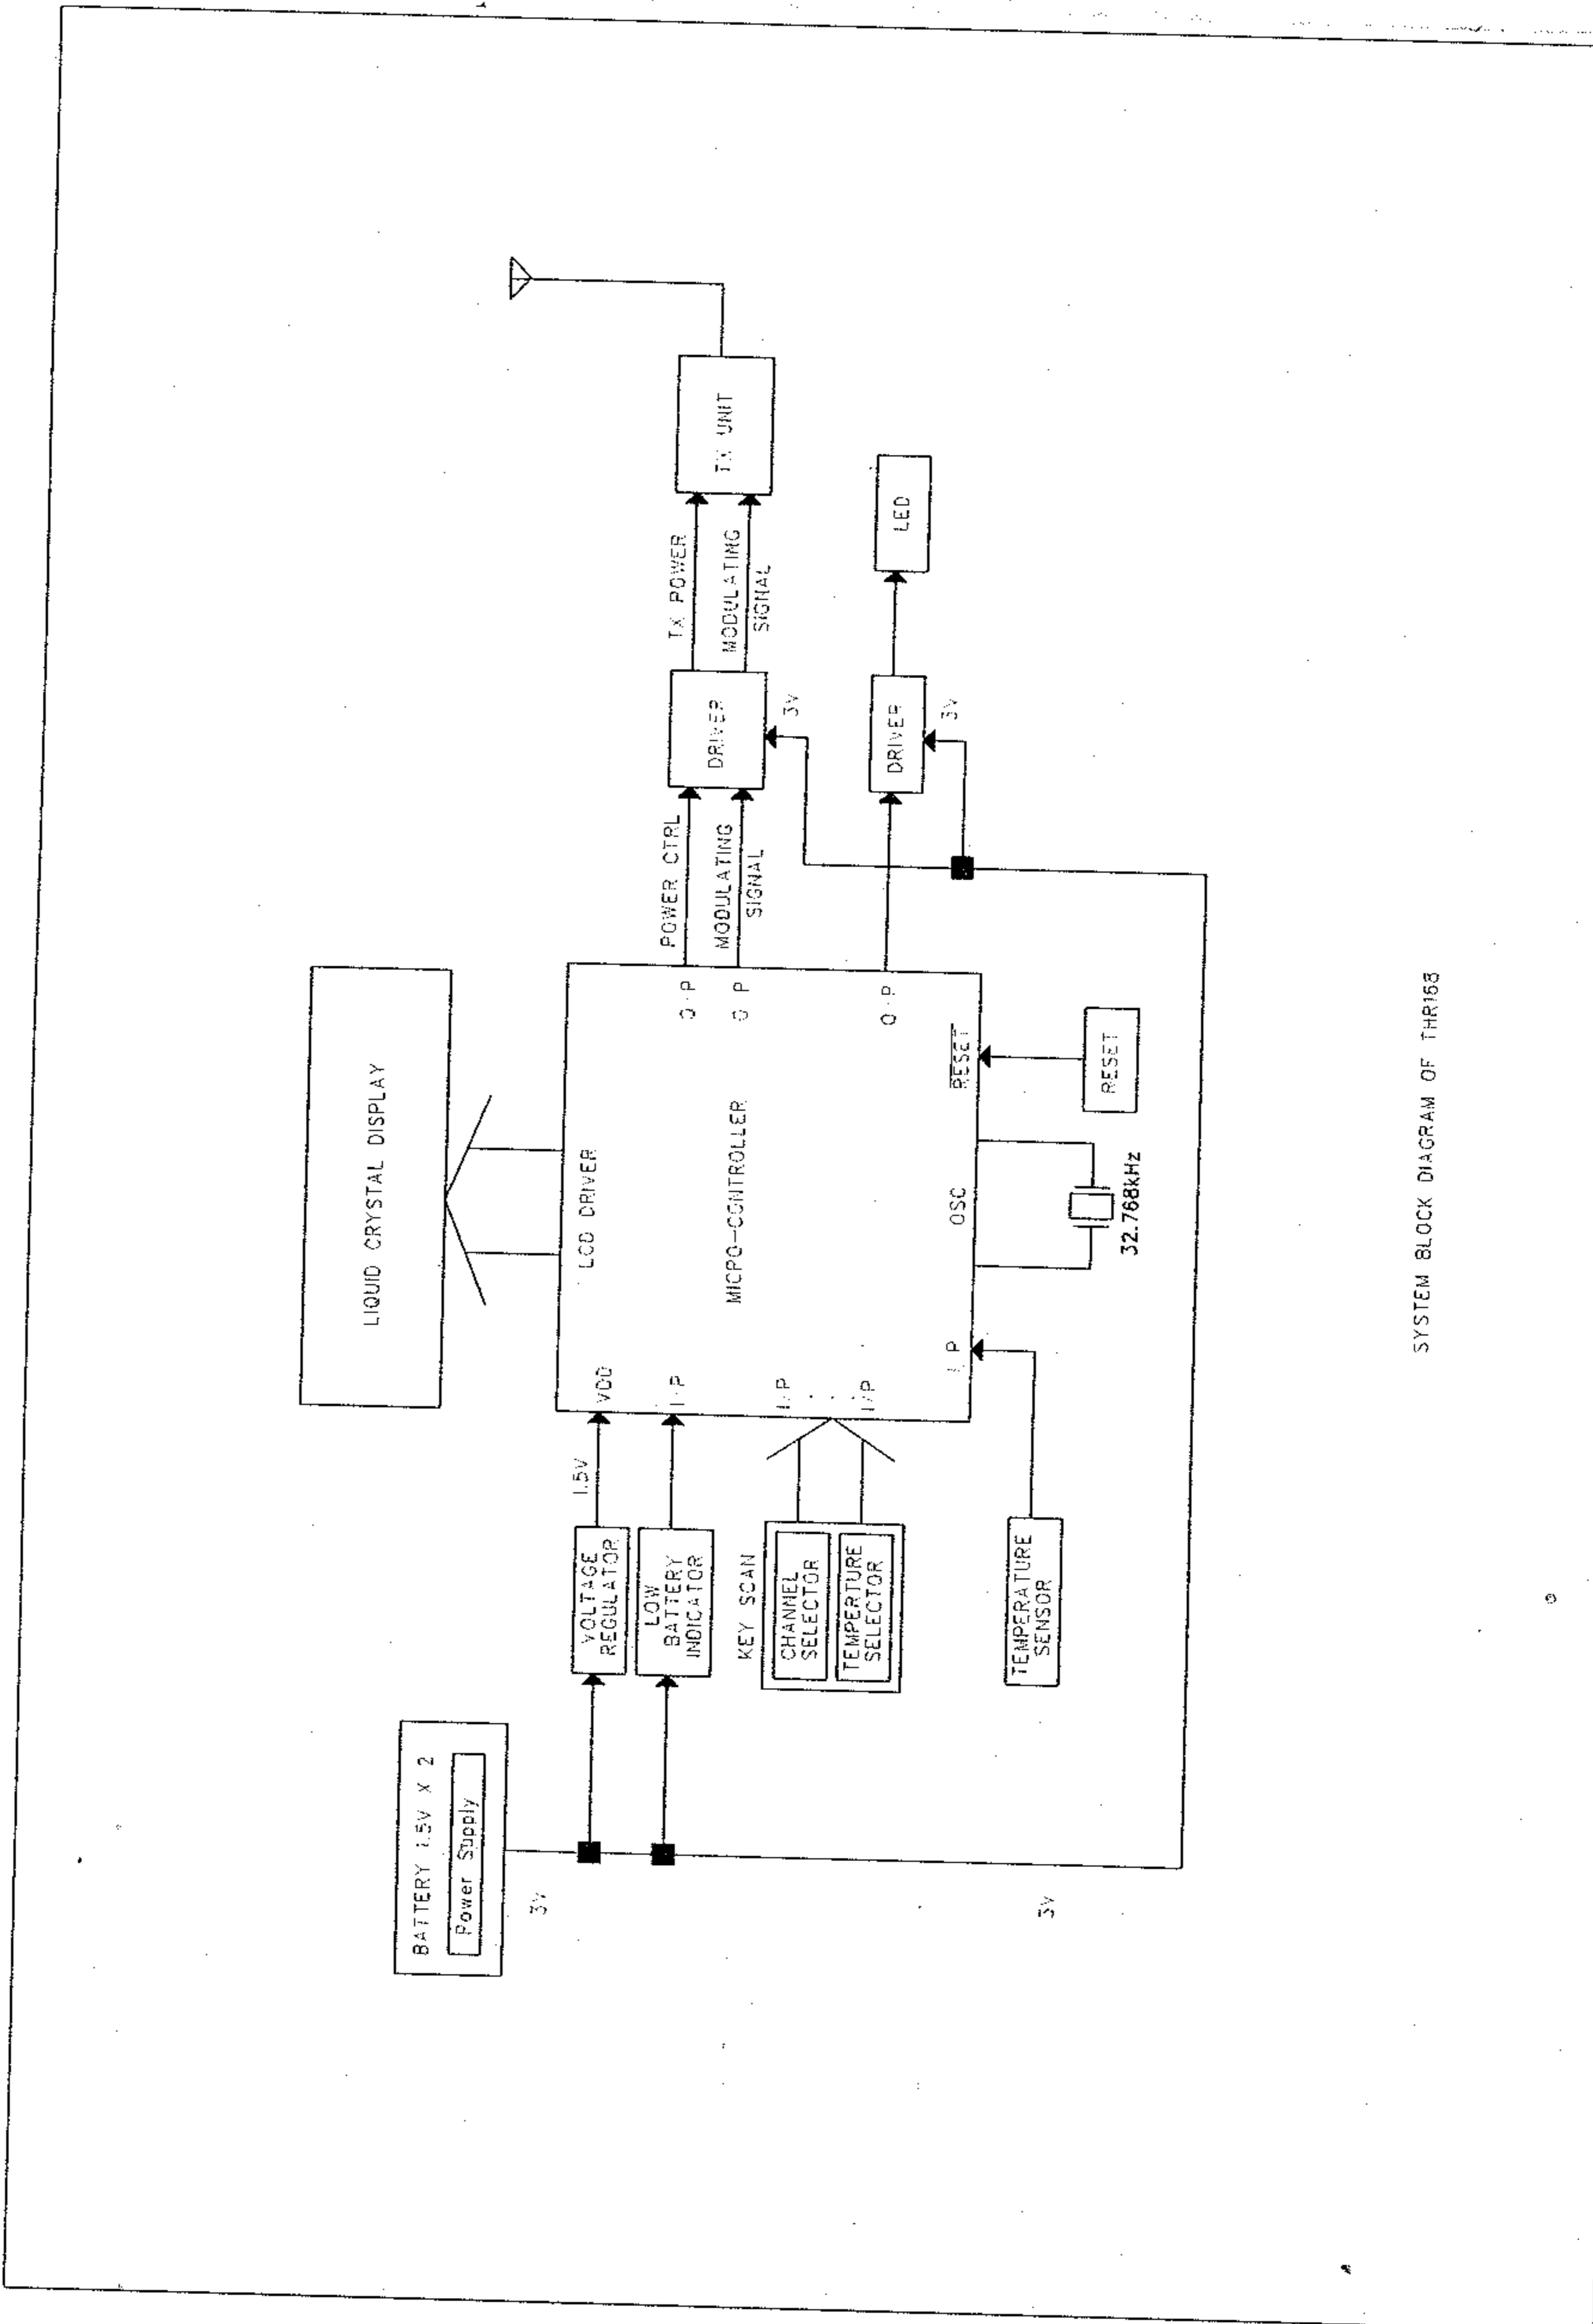 LIQUID CRYSTAL DISPLAY
BATTERY 1.5V X 2
Power Supply
3V
VOLTAGE
REGULATOR
1.5V
VDD
LCD DRIVER
LOW
BATTERY
INDICATOR
I/P
KEY SCAN
CHANNEL
SELECTOR
TEMPERTURE
SELECTOR
I/P
I/P
MICRO-CONTROLLER
O/P
O/P
O/P
POWER CTRL
MODULATING
SIGNAL
DRIVER
3V
TX POWER
MODULATING
SIGNAL
TX UNIT
DRIVER
3V
LED
TEMPERATURE
SENSOR
I/P
OSC
RESET
32.768kHz
RESET
3V
SYSTEM BLOCK DIAGRAM OF THR168